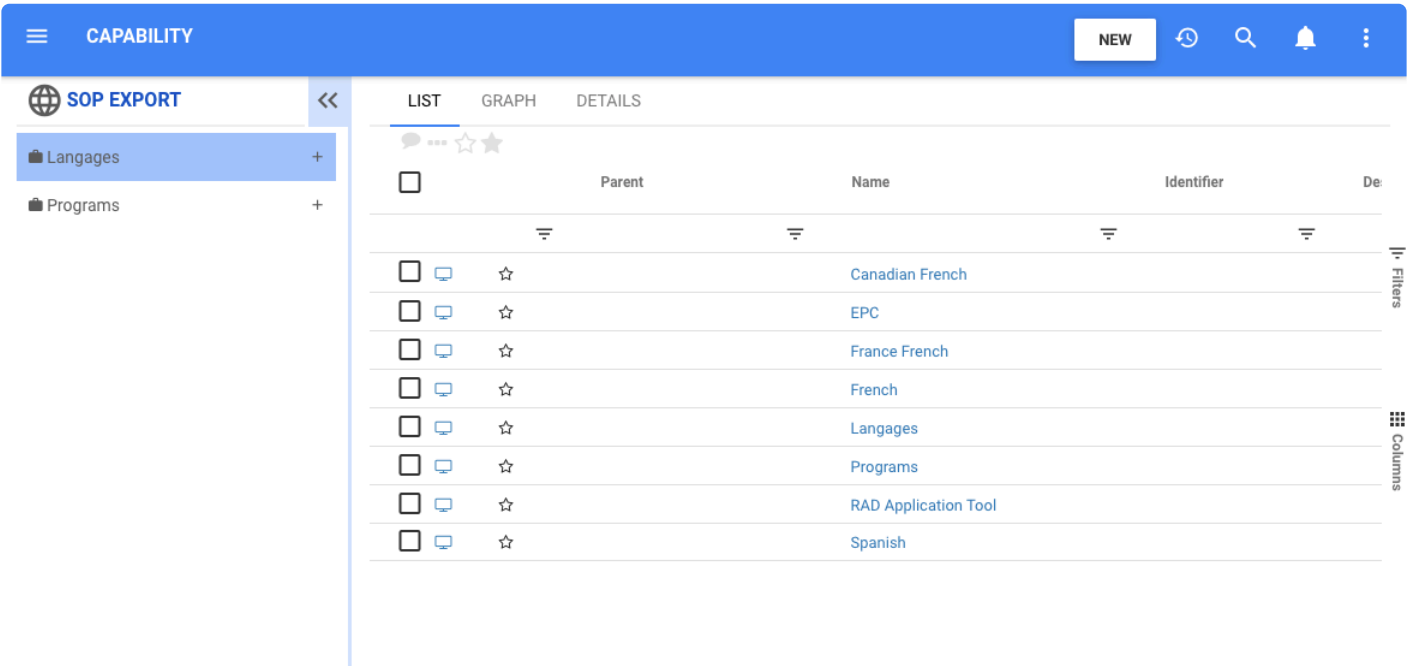 CAPABILITY
NEW
SOP EXPORT
Langages
Programs
LIST GRAPH DETAILS
Parent Name Identifier De
Canadian French
EPC
France French
French
Langages
Programs
RAD Application Tool
Spanish
Filters
Columns